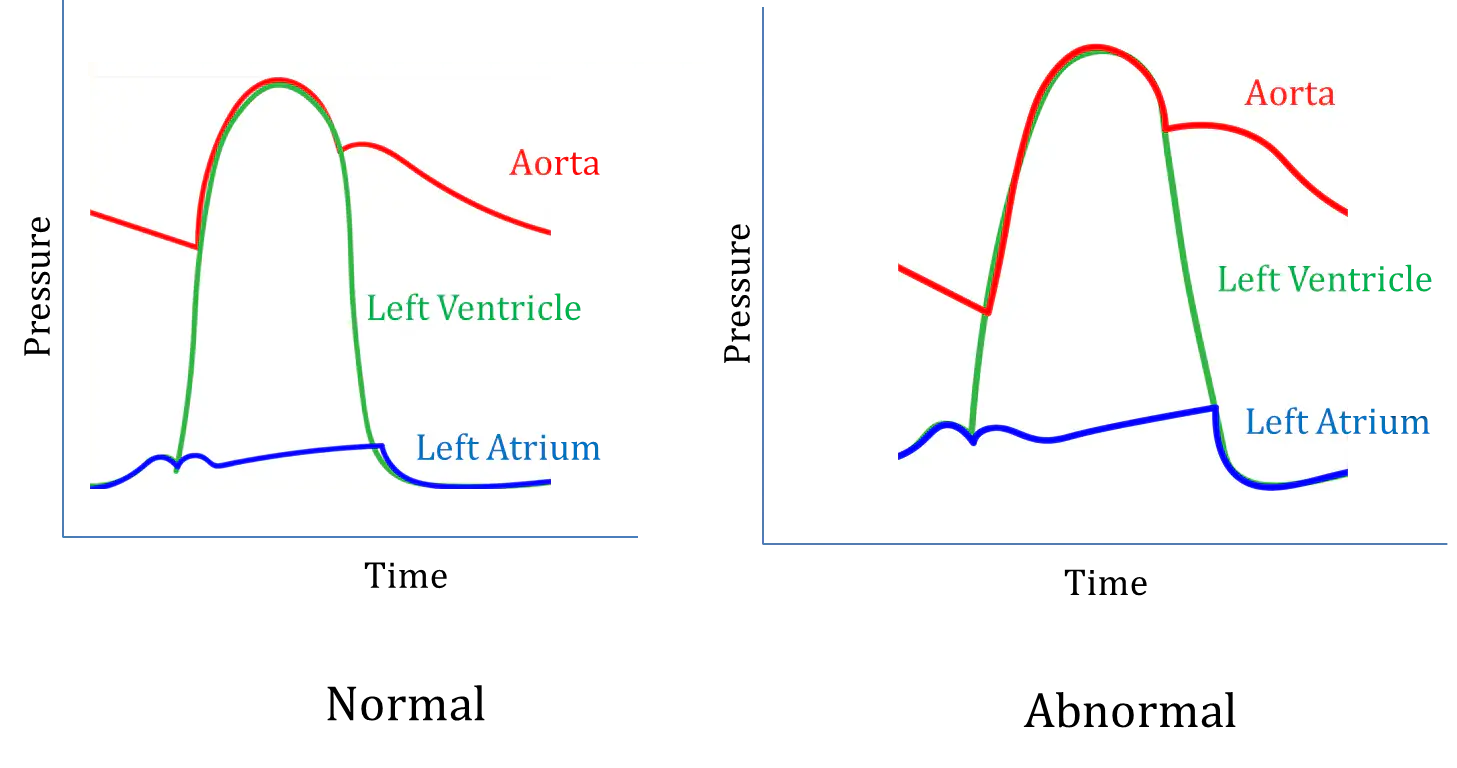 Pressure
Aorta
Left Ventricle
Left Atrium
Time
Normal
Pressure
Aorta
Left Ventricle
Left Atrium
Time
Abnormal